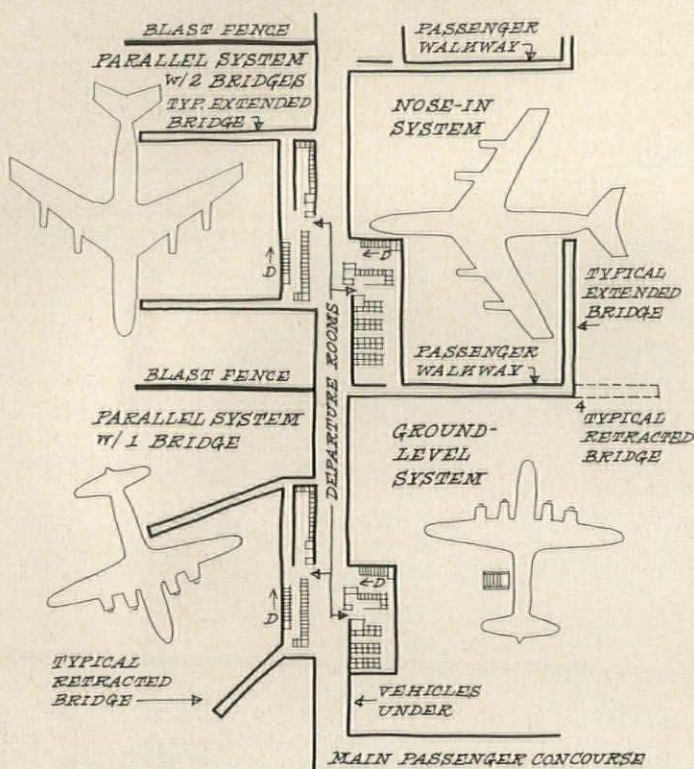 BLAST FENCE
PARALLEL SYSTEM
W/2 BRIDGES
TYP. EXTENDED
BRIDGE
PASSENGER
WALKWAY
NOSE-IN
SYSTEM
D
D
TYPICAL
EXTENDED
BRIDGE
DEPARTURE ROOMS
PASSENGER
WALKWAY
BLAST FENCE
PARALLEL SYSTEM
W/1 BRIDGE
TYPICAL
RETRACTED
BRIDGE
GROUND-
LEVEL
SYSTEM
D
D
TYPICAL
RETRACTED
BRIDGE
VEHICLES
UNDER
MAIN PASSENGER CONCOURSE